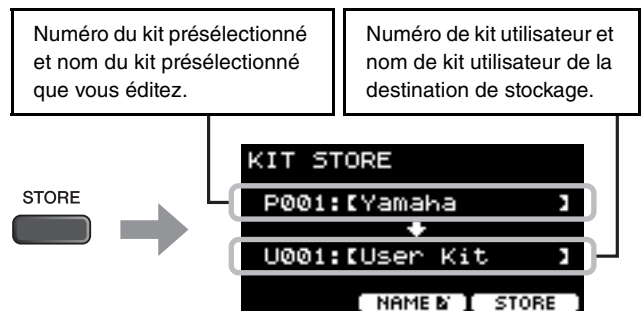 Numéro du kit présélectionné
et nom du kit présélectionné
que vous éditez.
Numéro de kit utilisateur et
nom de kit utilisateur de la
destination de stockage.
STORE
KIT STORE
P001:[Yamaha ]
U001:[User Kit ]
NAME STORE